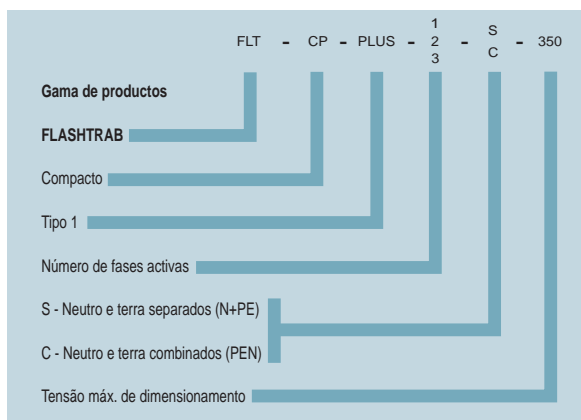 FLT - CP - PLUS - 1 2 3 - S C - 350
Gama de productos
FLASHTRAB
Compacto
Tipo 1
Número de fases activas
S - Neutro e terra separados (N+PE)
C - Neutro e terra combinados (PEN)
Tensão máx. de dimensionamento